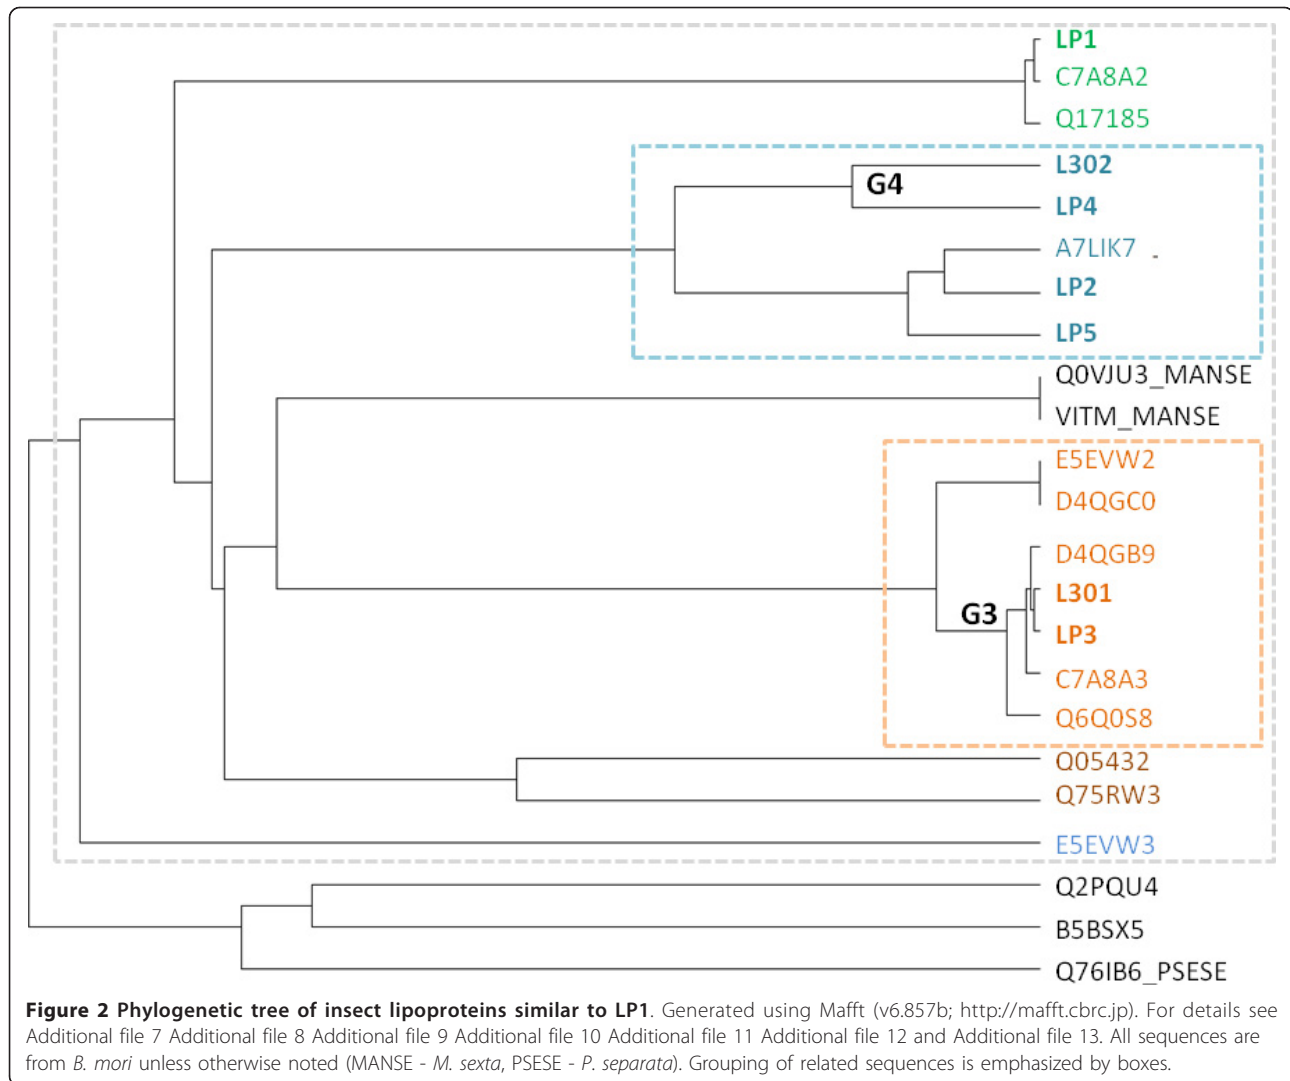 LP1
C7A8A2
Q17185
L302
G4
LP4
A7LIK7
LP2
LP5
Q0VJU3_MANSE
VITM_MANSE
E5EVW2
D4QGC0
D4QGB9
L301
G3
LP3
C7A8A3
Q6Q0S8
Q05432
Q75RW3
E5EVW3
Q2PQU4
B5BSX5
Q76IB6_PSESE
Figure 2 Phylogenetic tree of insect lipoproteins similar to LP1. Generated using Mafft (v6.857b; http://mafft.cbrc.jp). For details see
Additional file 7 Additional file 8 Additional file 9 Additional file 10 Additional file 11 Additional file 12 and Additional file 13. All sequences are
from B. mori unless otherwise noted (MANSE - M. sexta, PSESE - P. separata). Grouping of related sequences is emphasized by boxes.